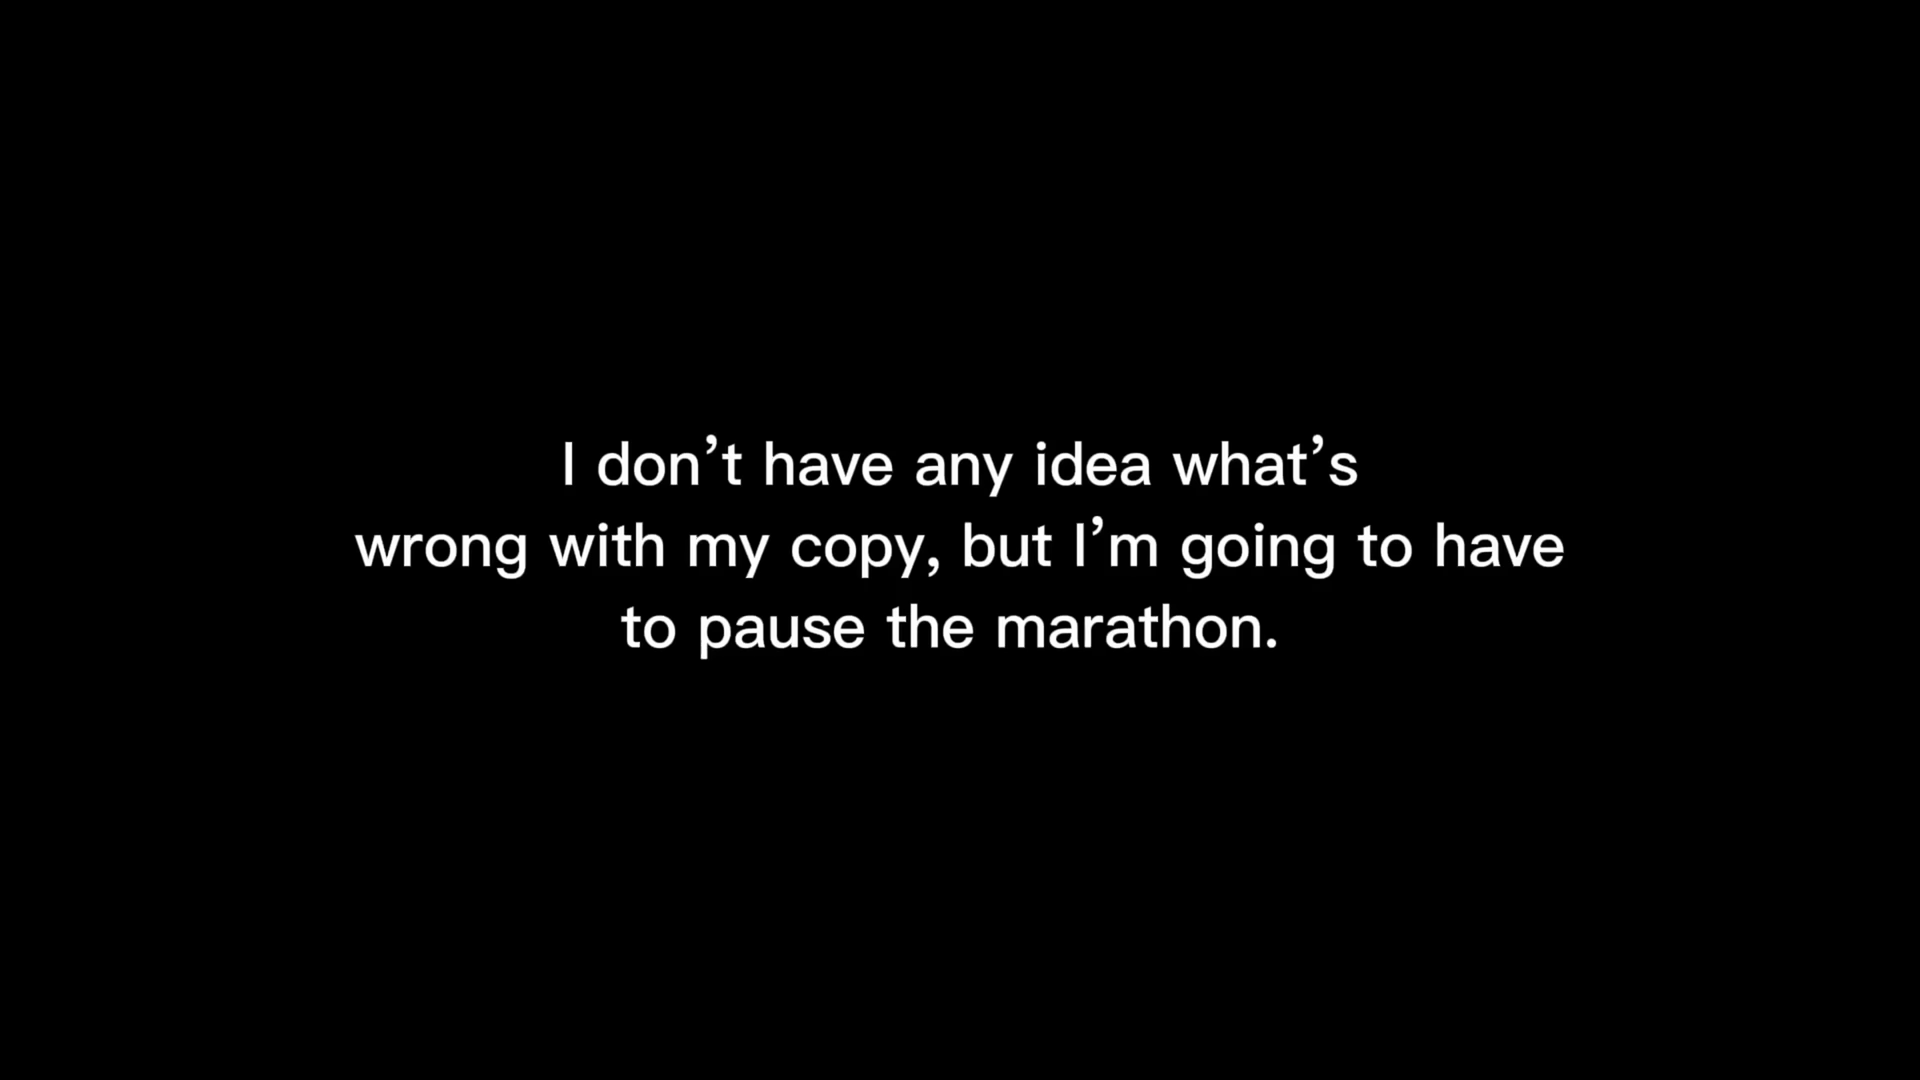 I don’t have any idea what’s
wrong with my copy, but I’m going to have
to pause the marathon.